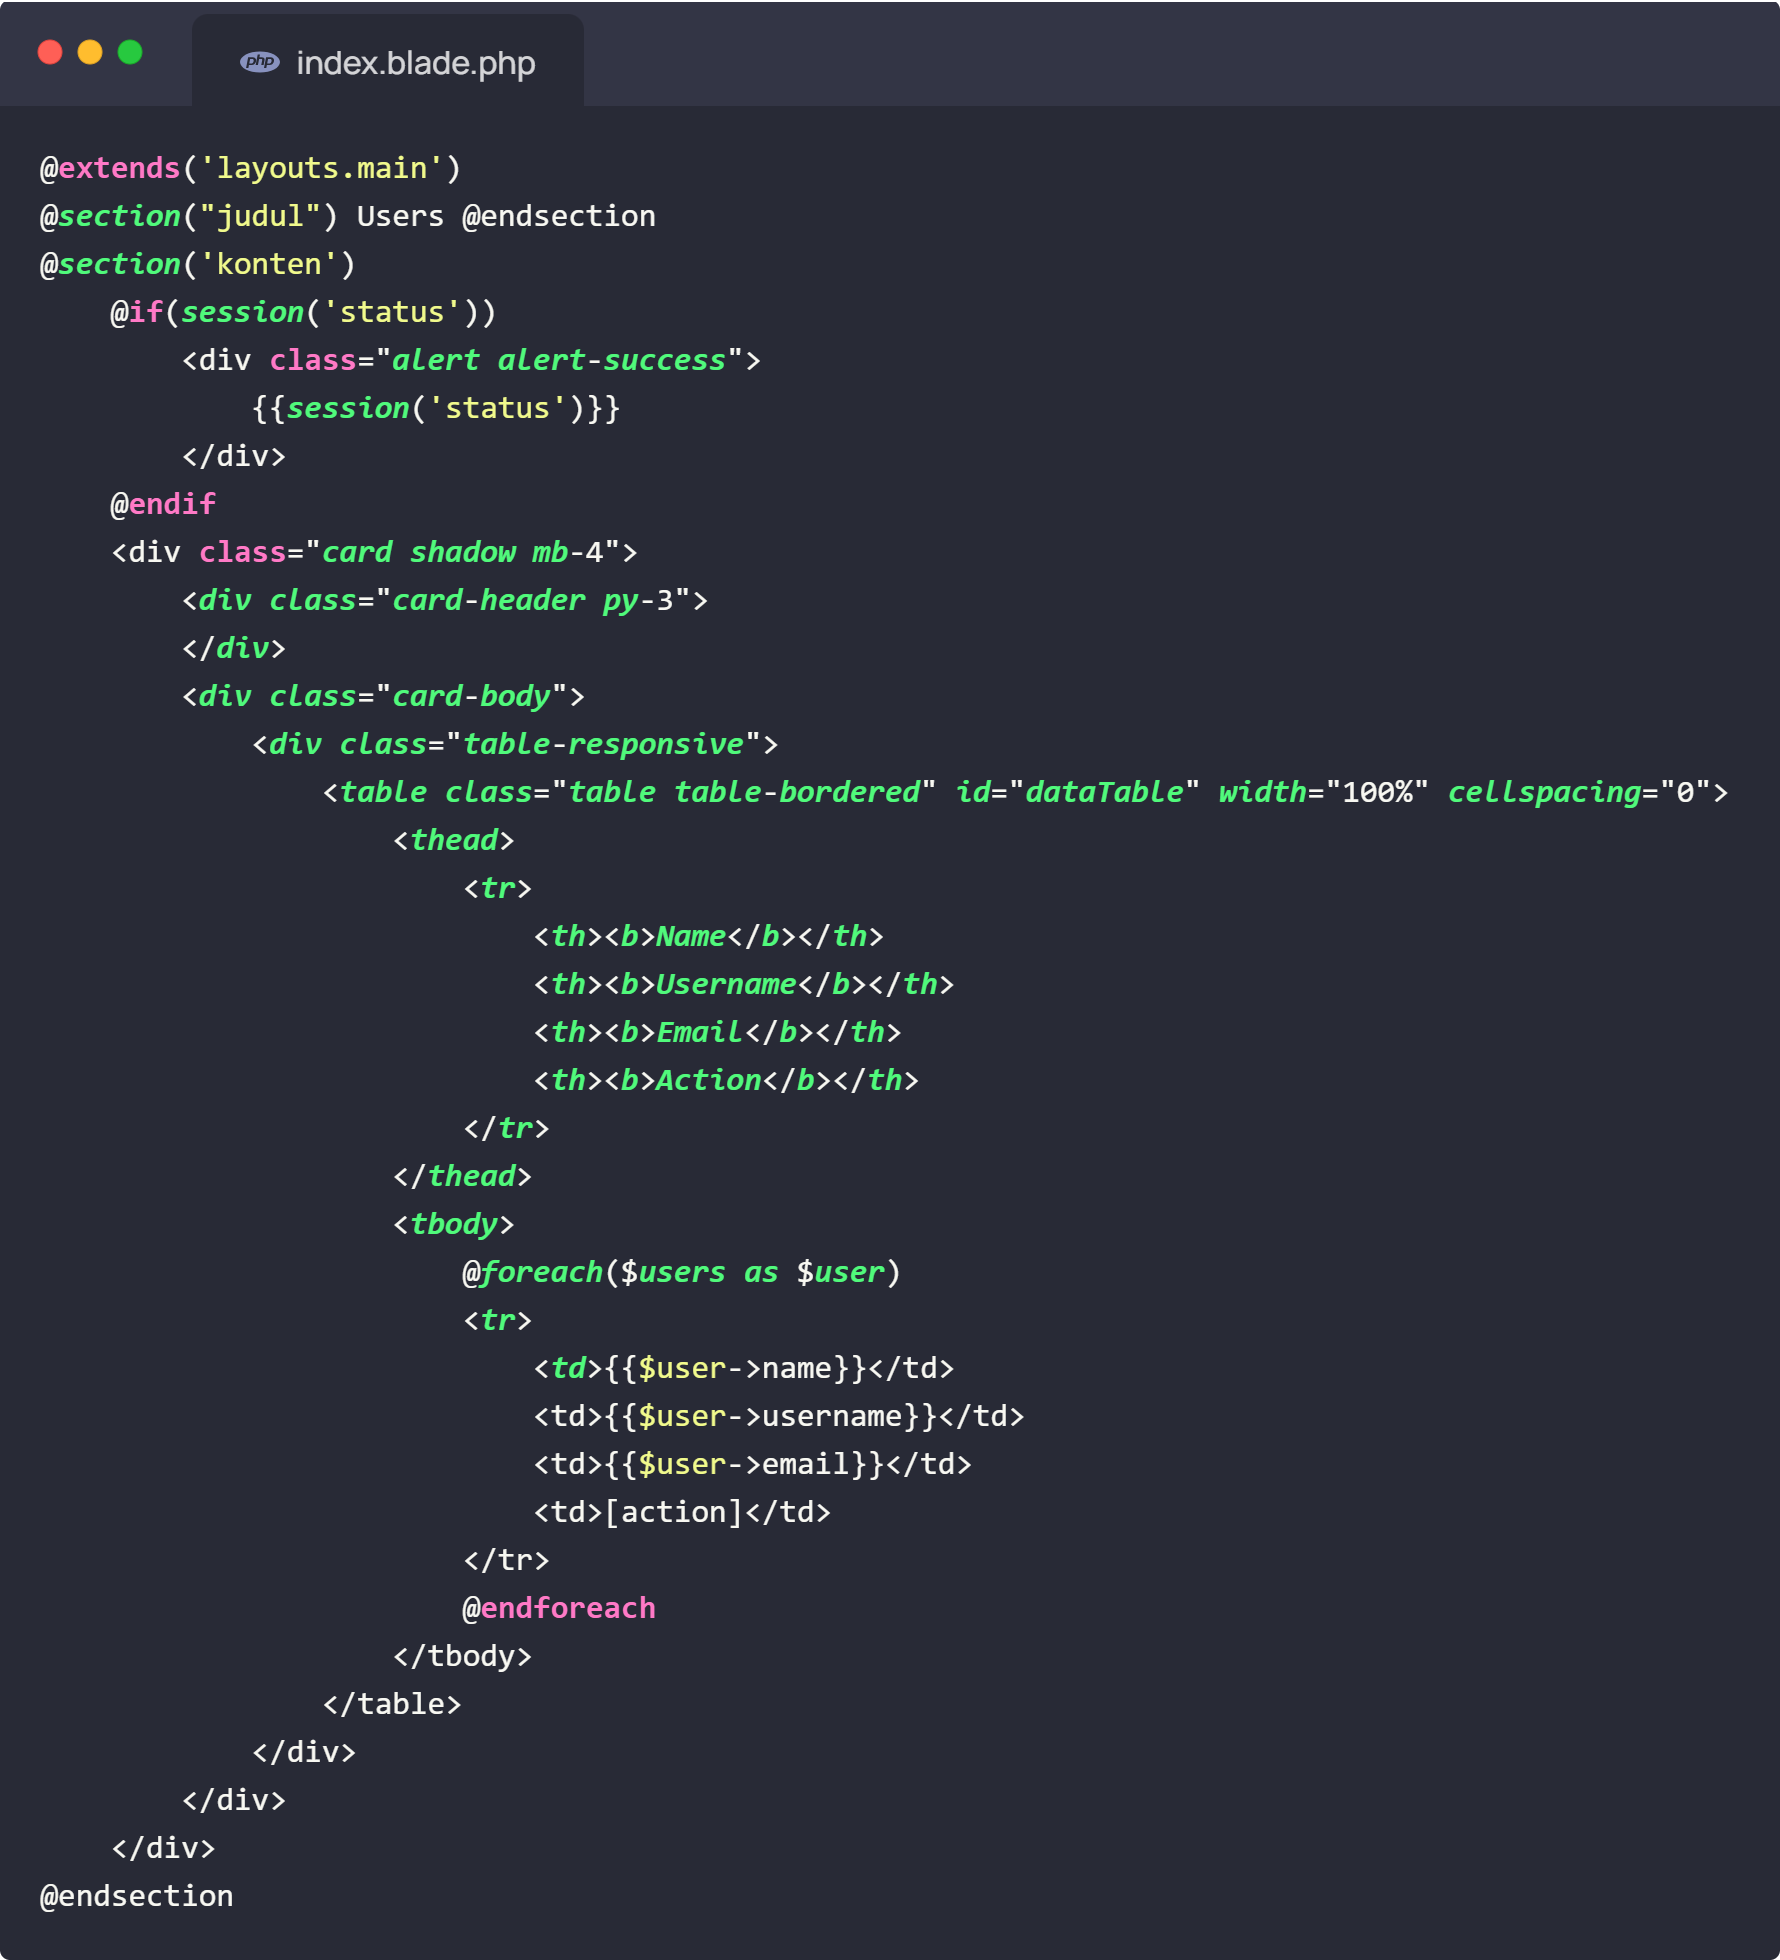 php index.blade.php
@extends('layouts.main')
@section("judul") Users @endsection
@section('konten')
    @if(session('status'))
        <div class="alert alert-success">
            {{session('status')}}
        </div>
    @endif
    <div class="card shadow mb-4">
        <div class="card-header py-3">
        </div>
        <div class="card-body">
            <div class="table-responsive">
                <table class="table table-bordered" id="dataTable" width="100%" cellspacing="0">
                    <thead>
                        <tr>
                            <th><b>Name</b></th>
                            <th><b>Username</b></th>
                            <th><b>Email</b></th>
                            <th><b>Action</b></th>
                        </tr>
                    </thead>
                    <tbody>
                        @foreach($users as $user)
                        <tr>
                            <td>{{$user->name}}</td>
                            <td>{{$user->username}}</td>
                            <td>{{$user->email}}</td>
                            <td>[action]</td>
                        </tr>
                        @endforeach
                    </tbody>
                </table>
            </div>
        </div>
    </div>
@endsection